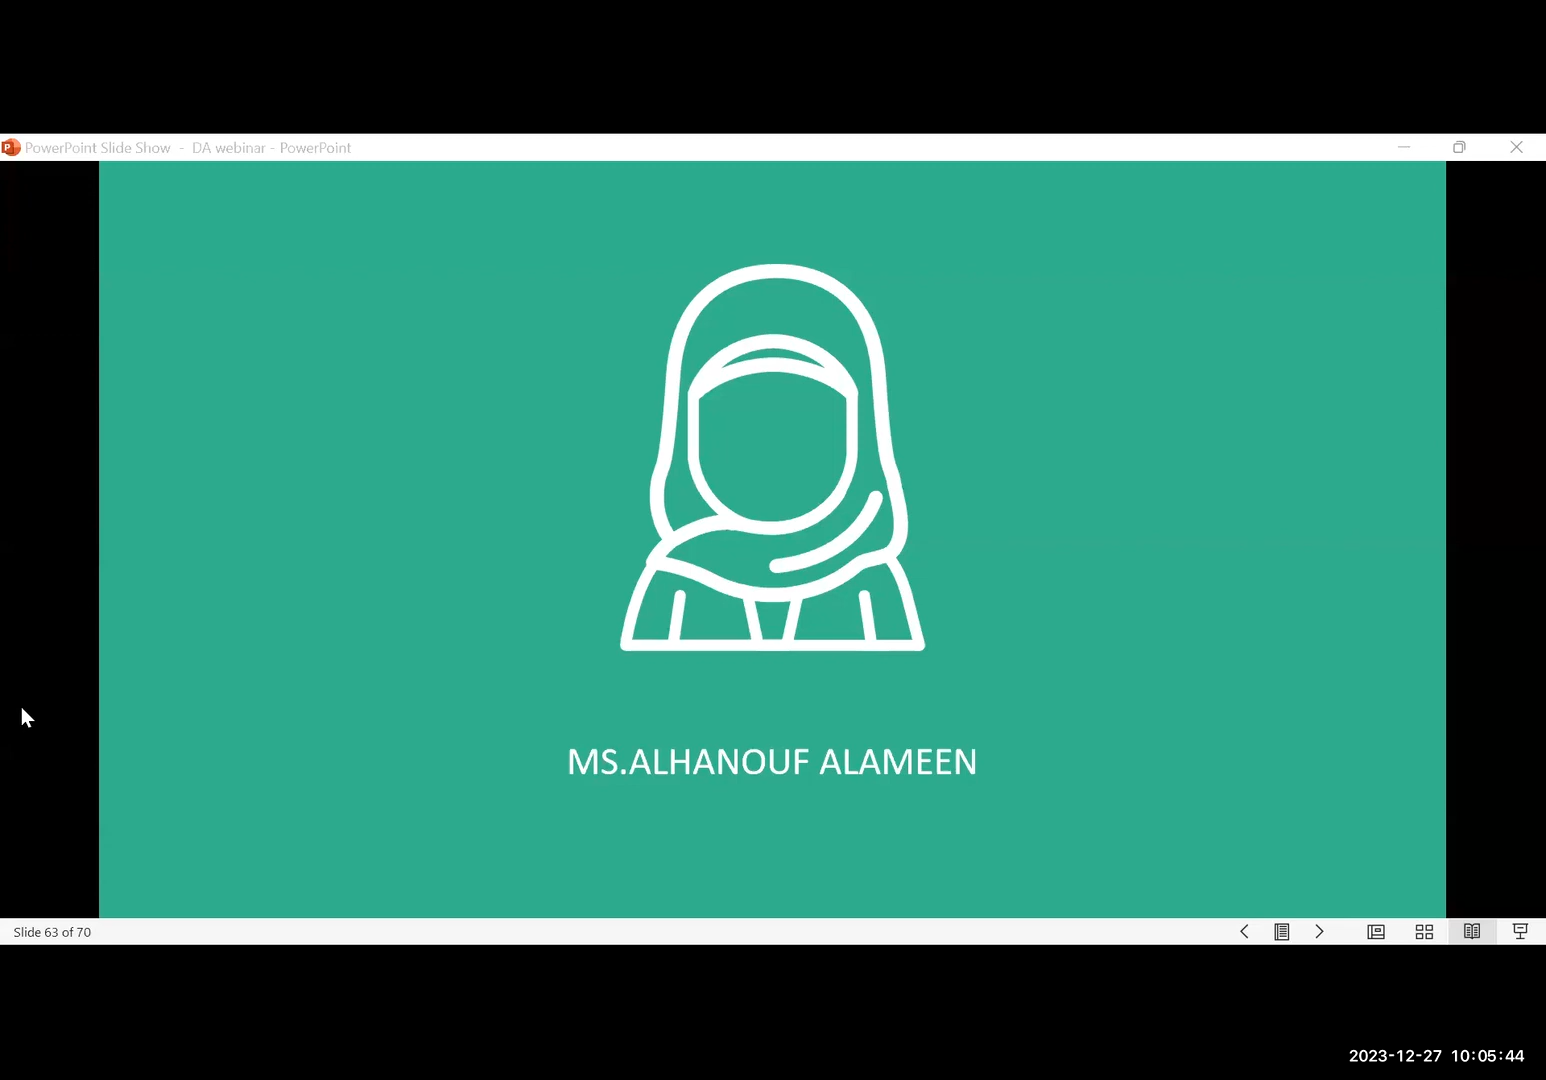 PowerPoint Slide Show - DA webinar - PowerPoint
MS.ALHANOUF ALAMEEN
Slide 63 of 70
2023-12-27 10:05:44